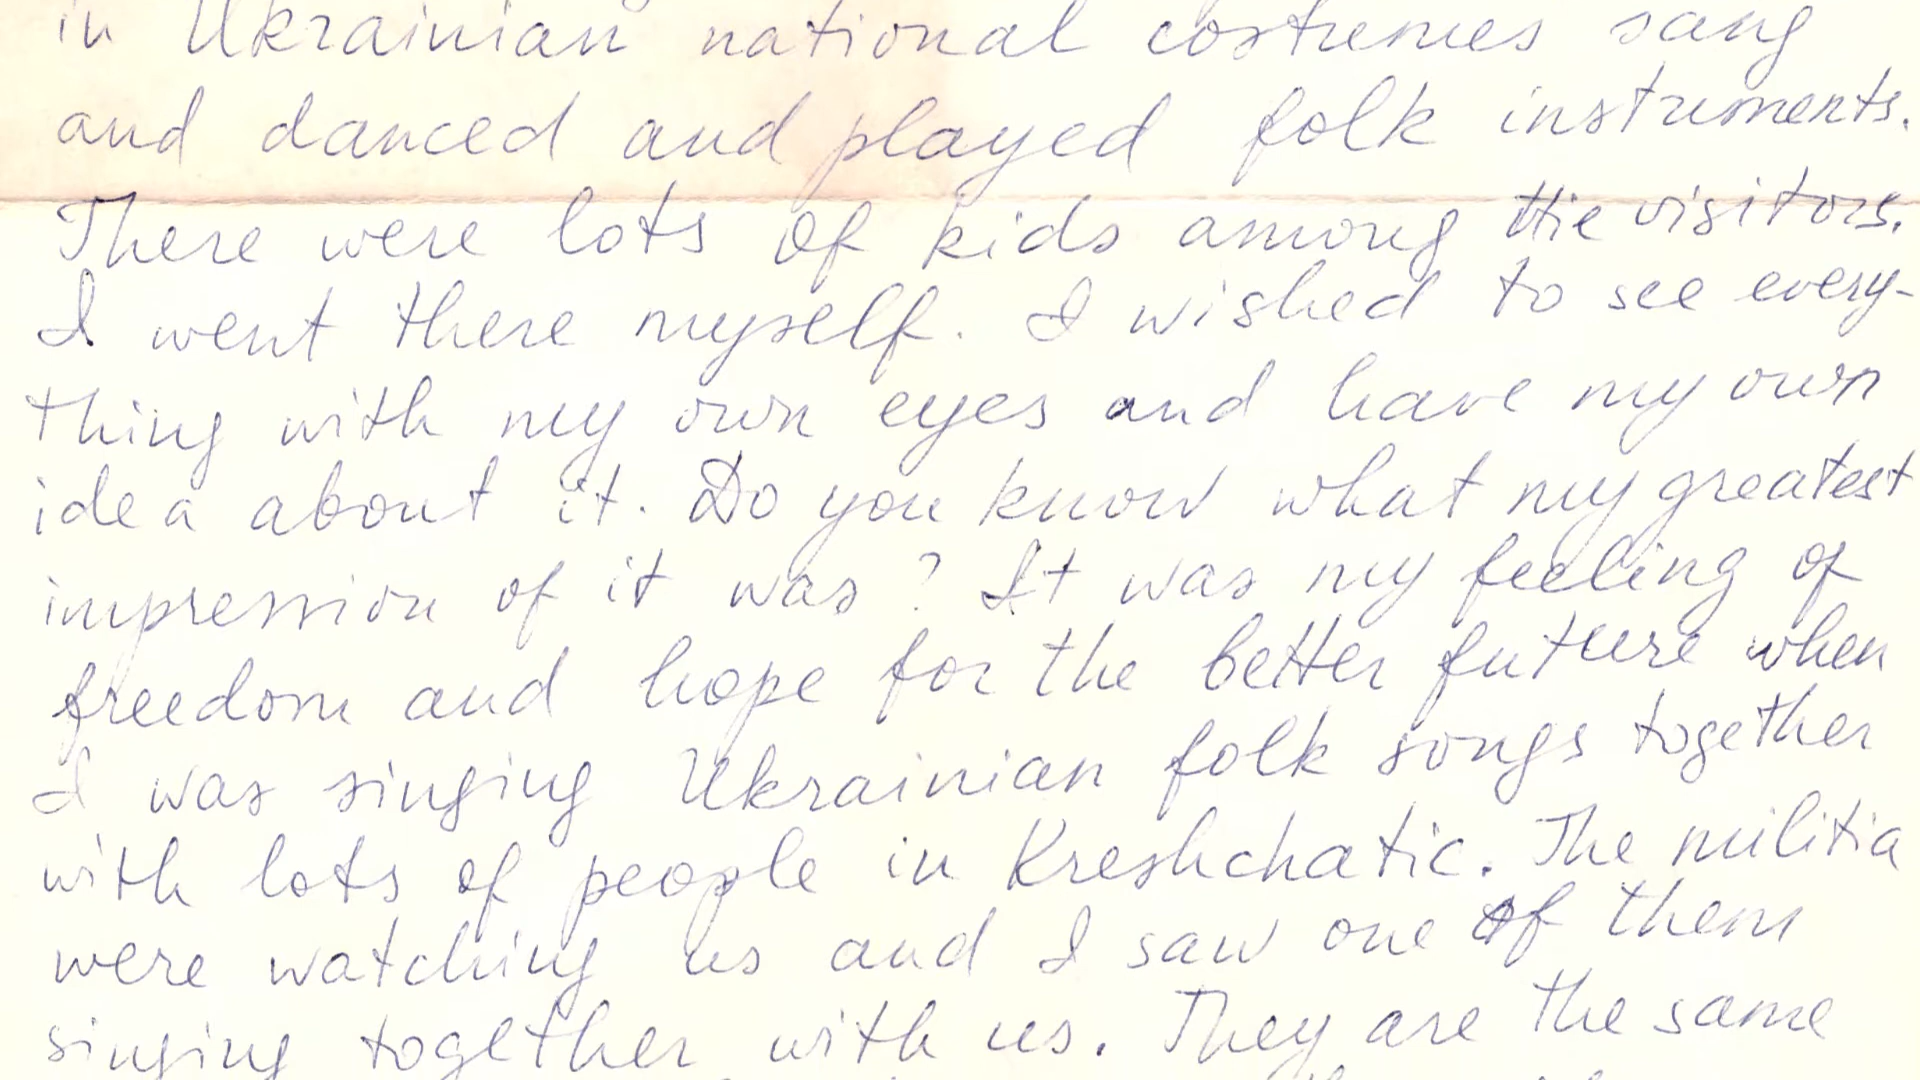 in Ukrainian national costumes sang
and danced and played folk instruments.
There were lots of kids among the visitors.
I went there myself. I wished to see every-
thing with my own eyes and have my own
idea about it. Do you know what my greatest
impression of it was? It was my feeling of
freedom and hope for the better future when
I was singing Ukrainian folk songs together
with lots of people in Kreshchatic. The militia
were watching us and I saw one of them
singing together with us. They are the same